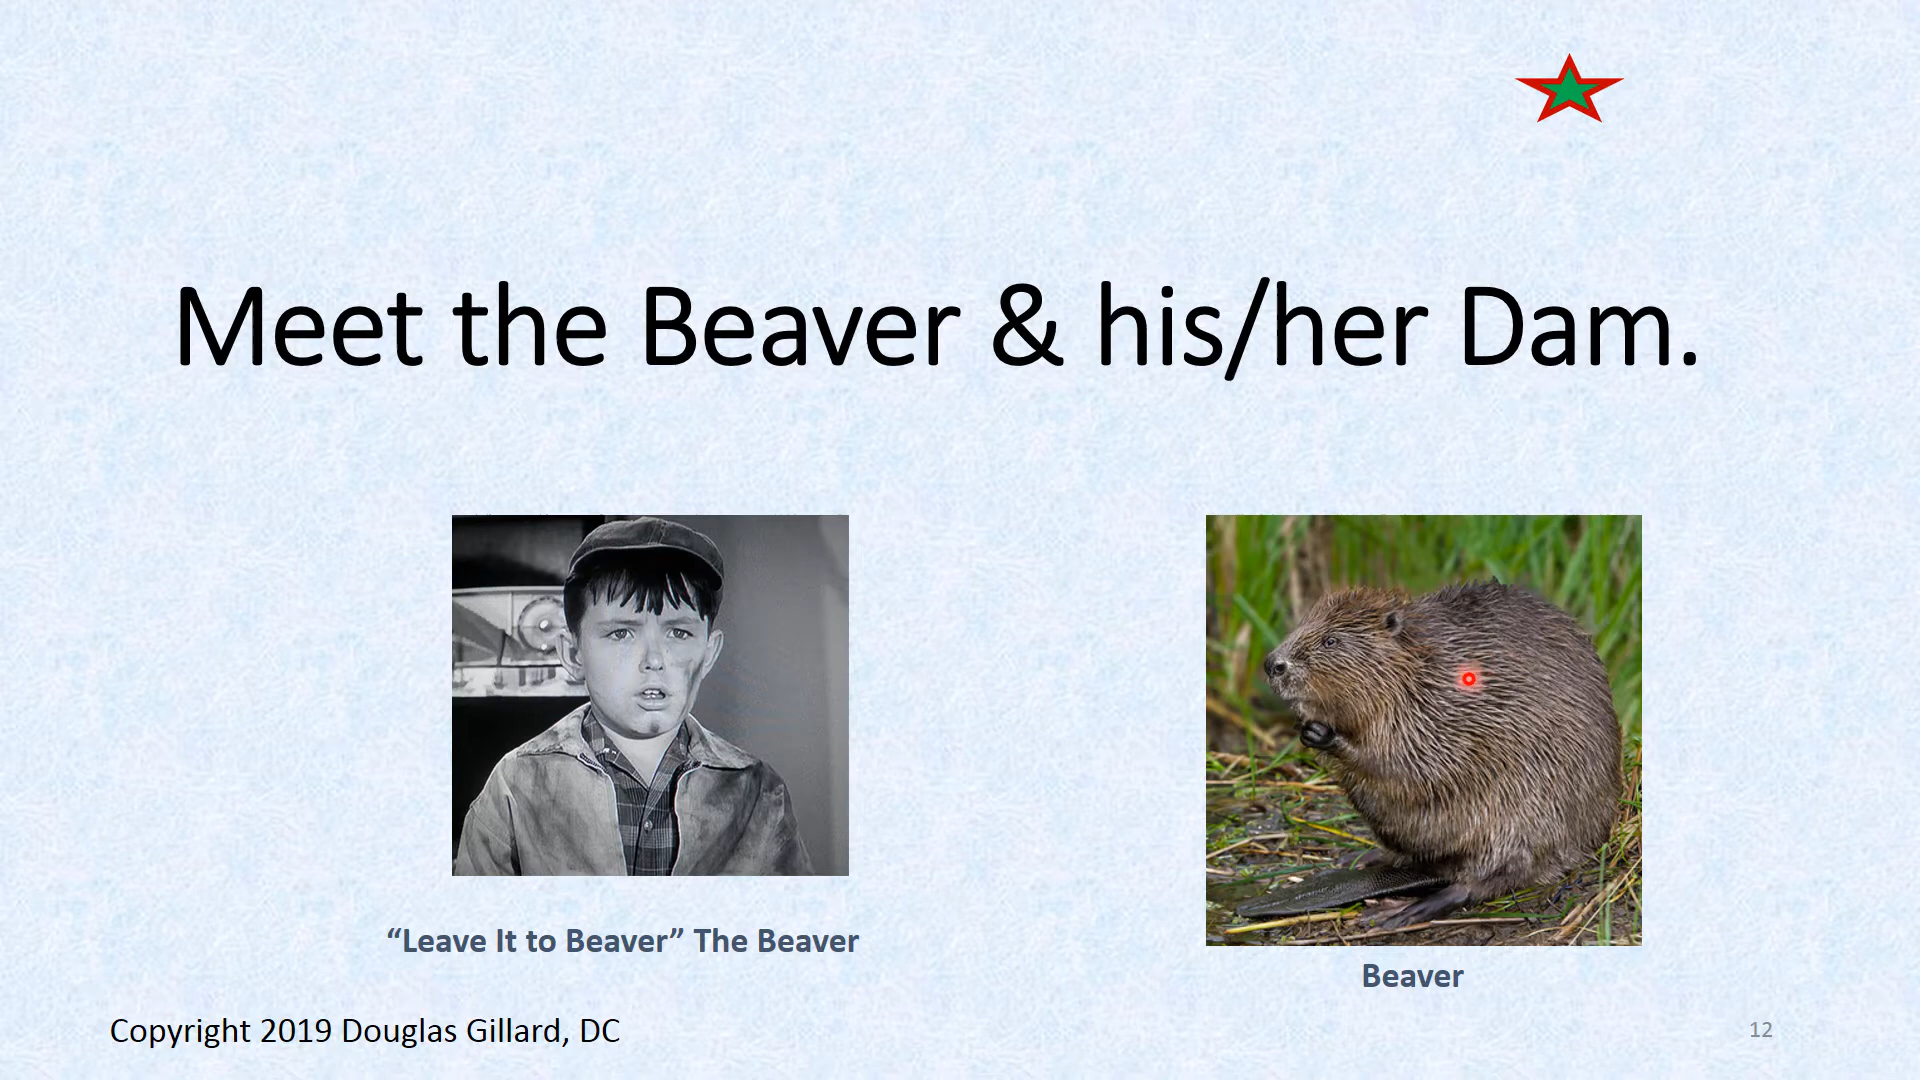 Meet the Beaver & his/her Dam.
“Leave It to Beaver” The Beaver
Beaver
Copyright 2019 Douglas Gillard, DC
12